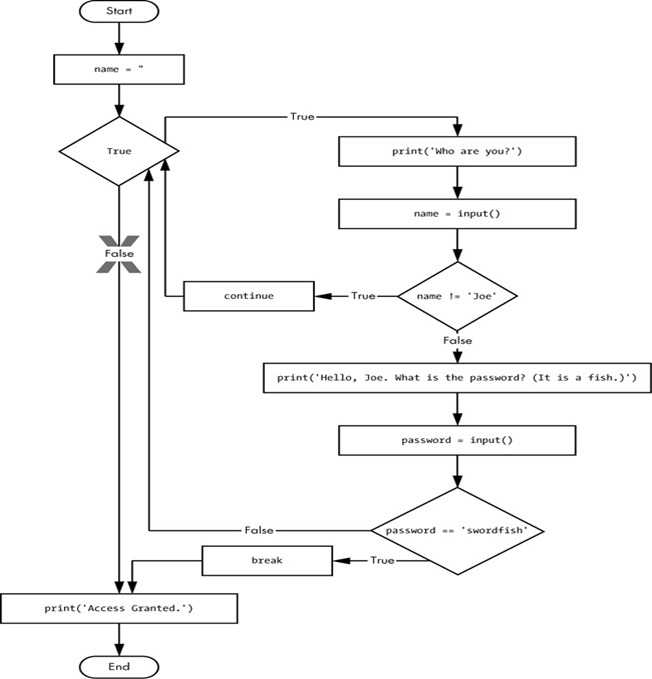 Start
name = "
True
True
print('Who are you?')
name = input()
False
continue
True
name != 'Joe'
False
print('Hello, Joe. What is the password? (It is a fish.)')
password = input()
False
password == 'swordfish'
break
True
print('Access Granted.')
End